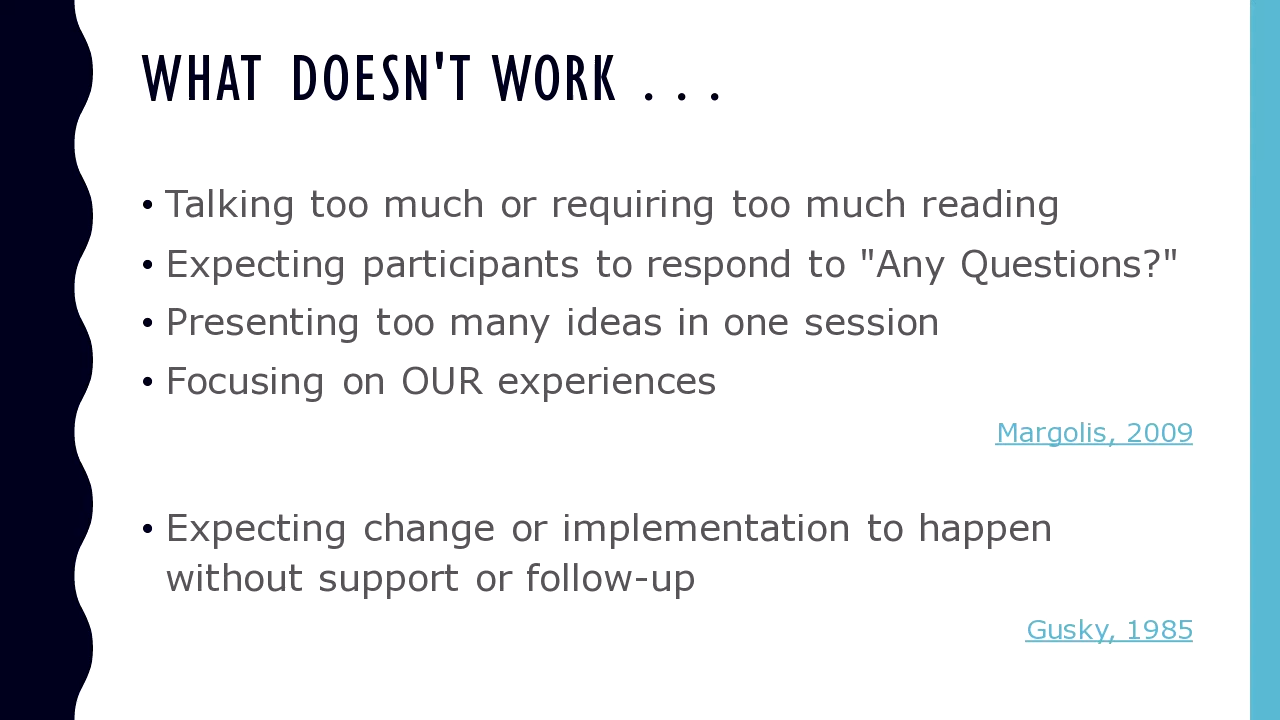 WHAT DOESN'T WORK . . .
• Talking too much or requiring too much reading
• Expecting participants to respond to "Any Questions?"
• Presenting too many ideas in one session
• Focusing on OUR experiences
Margolis, 2009
• Expecting change or implementation to happen
without support or follow-up
Gusky, 1985